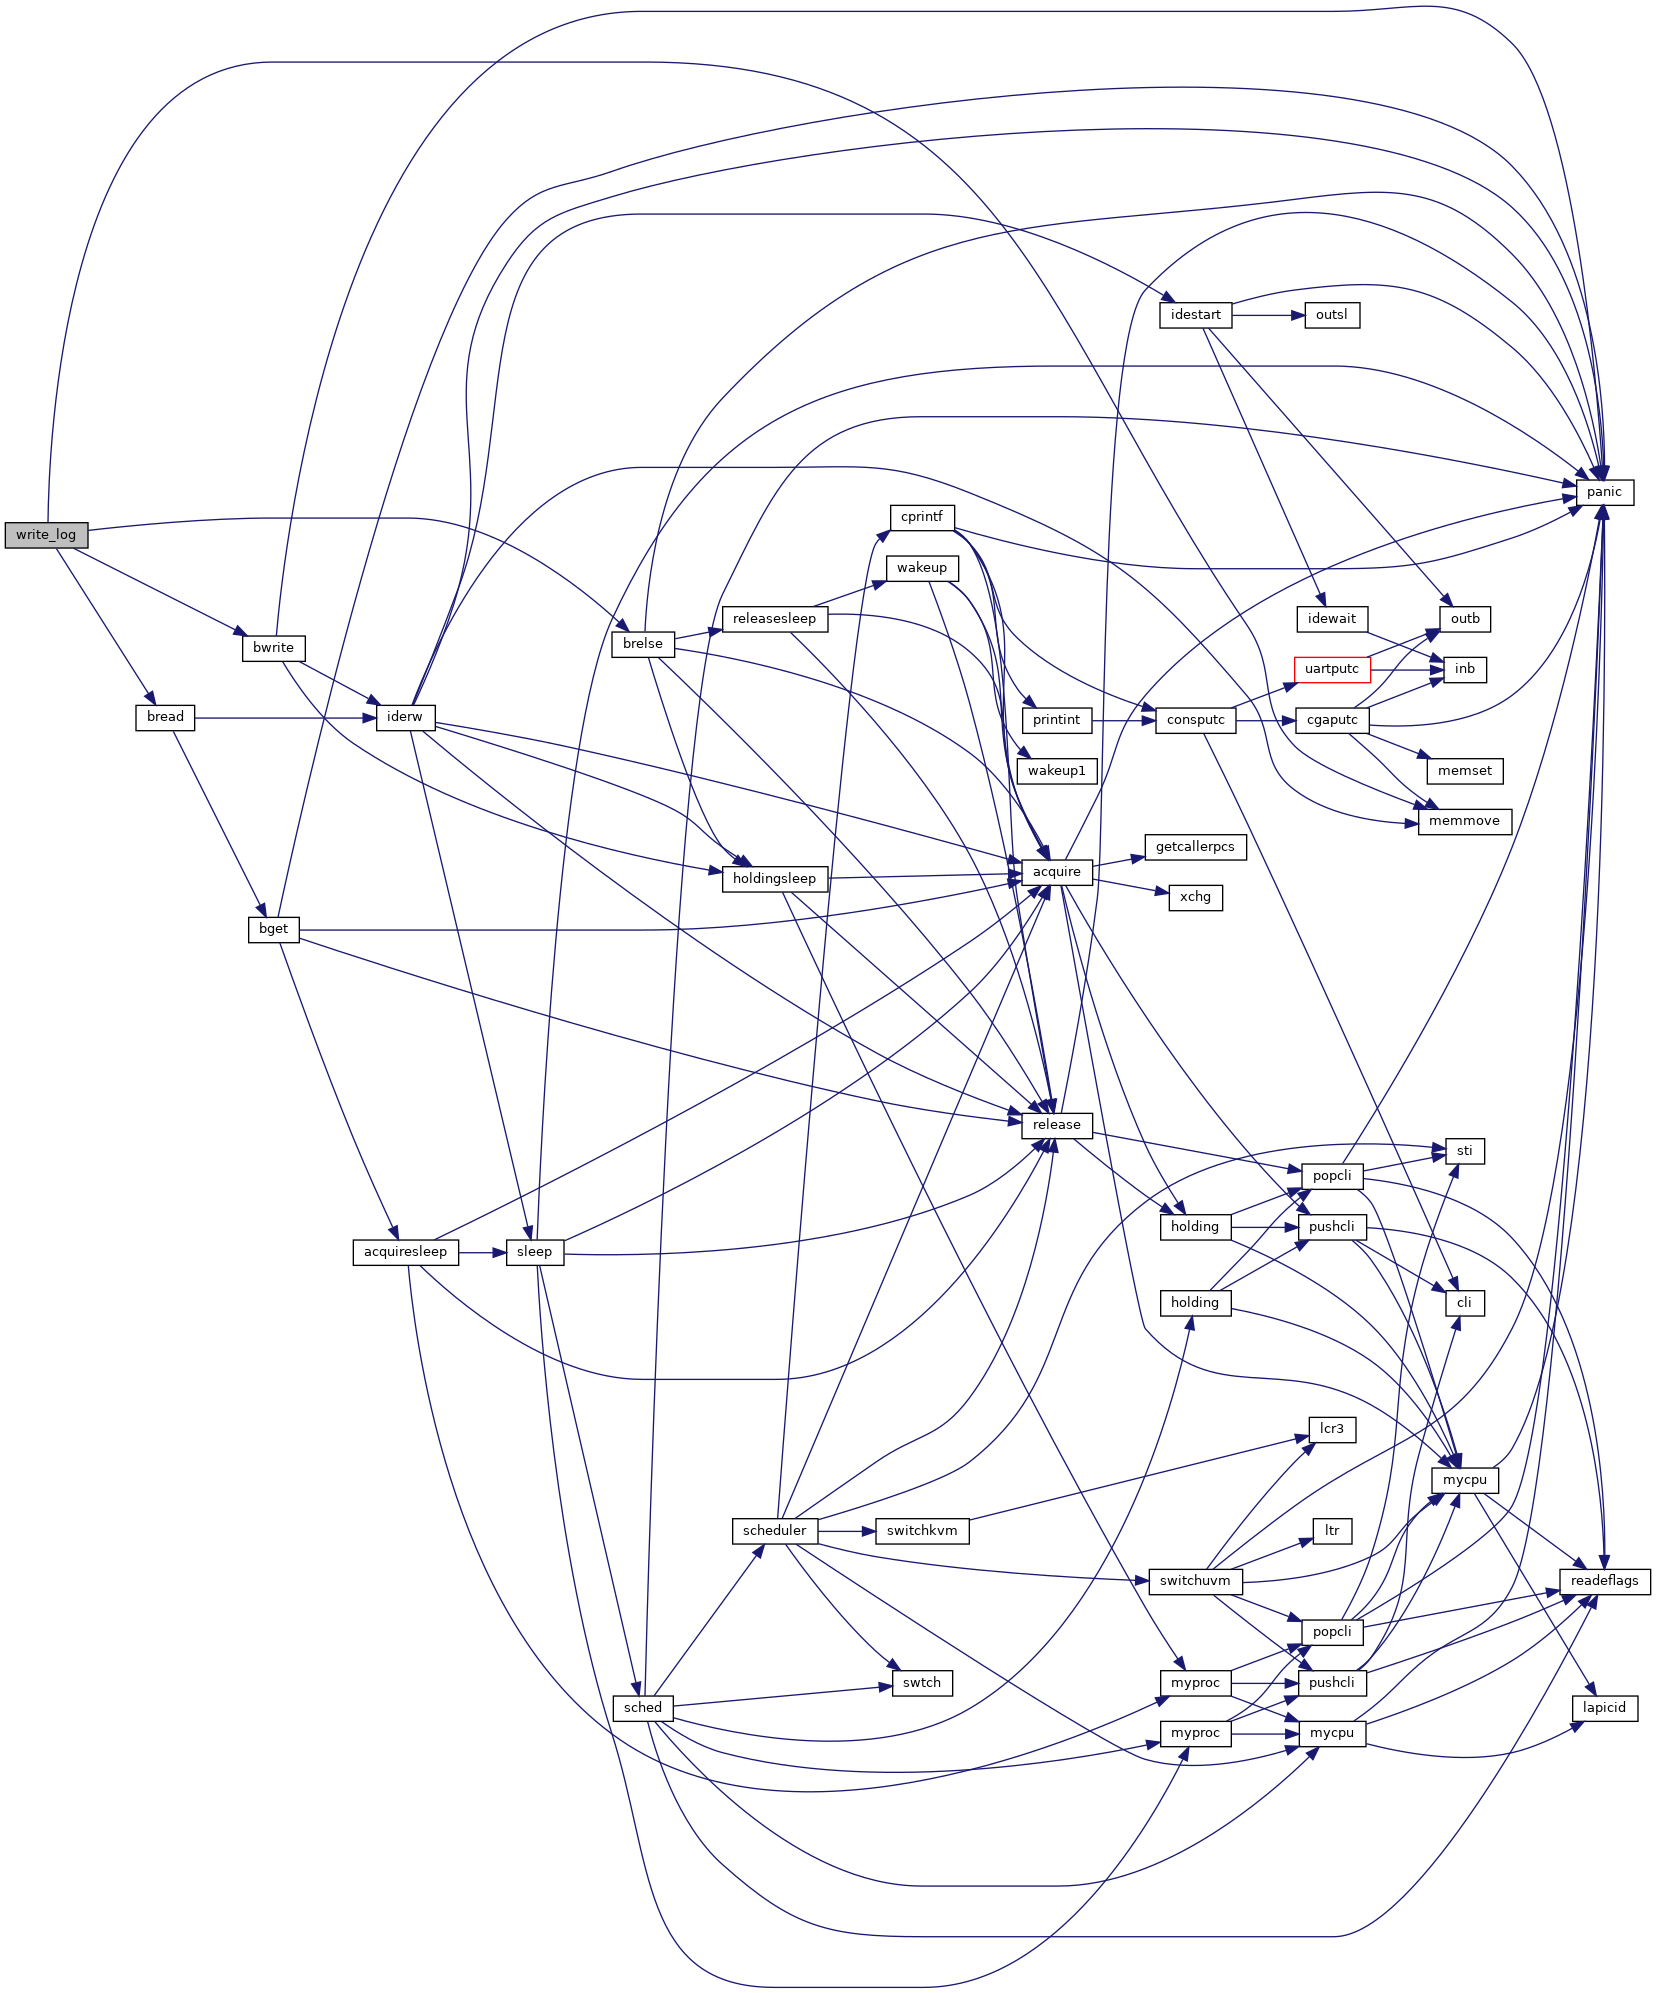 write_log
bwrite
bread
iderw
bget
acquiresleep
sleep
brelse
sched
releasesleep
holdingsleep
scheduler
cprintf
wakeup
switchkvm
swtch
printint
wakeup1
acquire
release
idestart
consputc
getcallerpcs
xchg
holding
holding
switchuvm
myproc
myproc
outsl
idewait
uartputc
cgaputc
popcli
pushcli
lcr3
ltr
popcli
pushcli
mycpu
outb
inb
memset
memmove
sti
cli
mycpu
panic
readeflags
lapicid